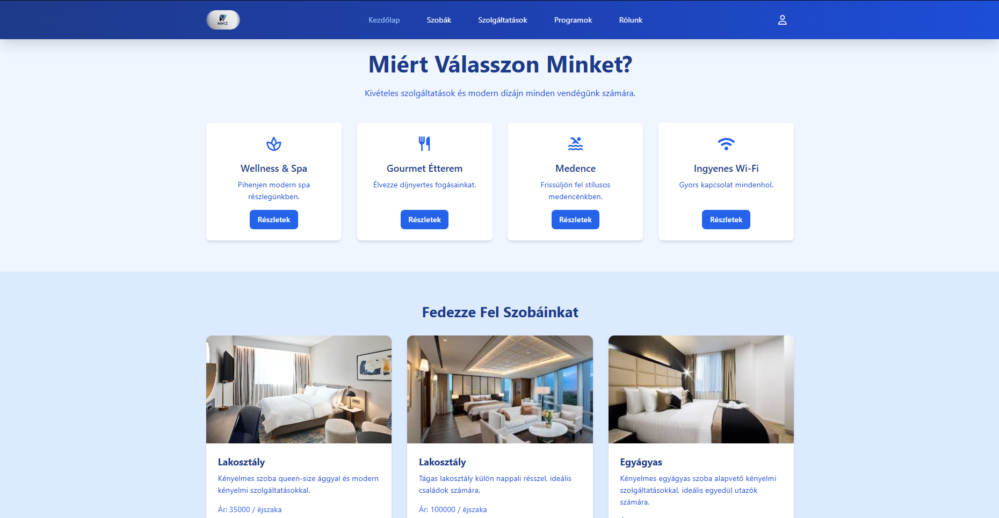 HMZ
Kezdőlap
Szobák
Szolgáltatások
Programok
Rólunk
Miért Válasszon Minket?
Kivételes szolgáltatások és modern dizájn minden vendégünk számára.
Wellness & Spa
Pihenjen modern spa
részlegünkben.
Részletek
Gourmet Étterem
Élvezze díjnyertes fogásainkat.
Részletek
Medence
Frissüljön fel stílusos
medencénkben.
Részletek
Ingyenes Wi-Fi
Gyors kapcsolat mindenhol.
Részletek
Fedezze Fel Szobáinkat
Lakosztály
Kényelmes szoba queen-size ággyal és modern
kényelmi szolgáltatásokkal.
Ár: 35000 / éjszaka
Lakosztály
Tágas lakosztály külön nappali résszel, ideális
családok számára.
Ár: 100000 / éjszaka
Egyágyas
Kényelmes egyágyas szoba alapvető kényelmi
szolgáltatásokkal, ideális egyedül utazók
számára.